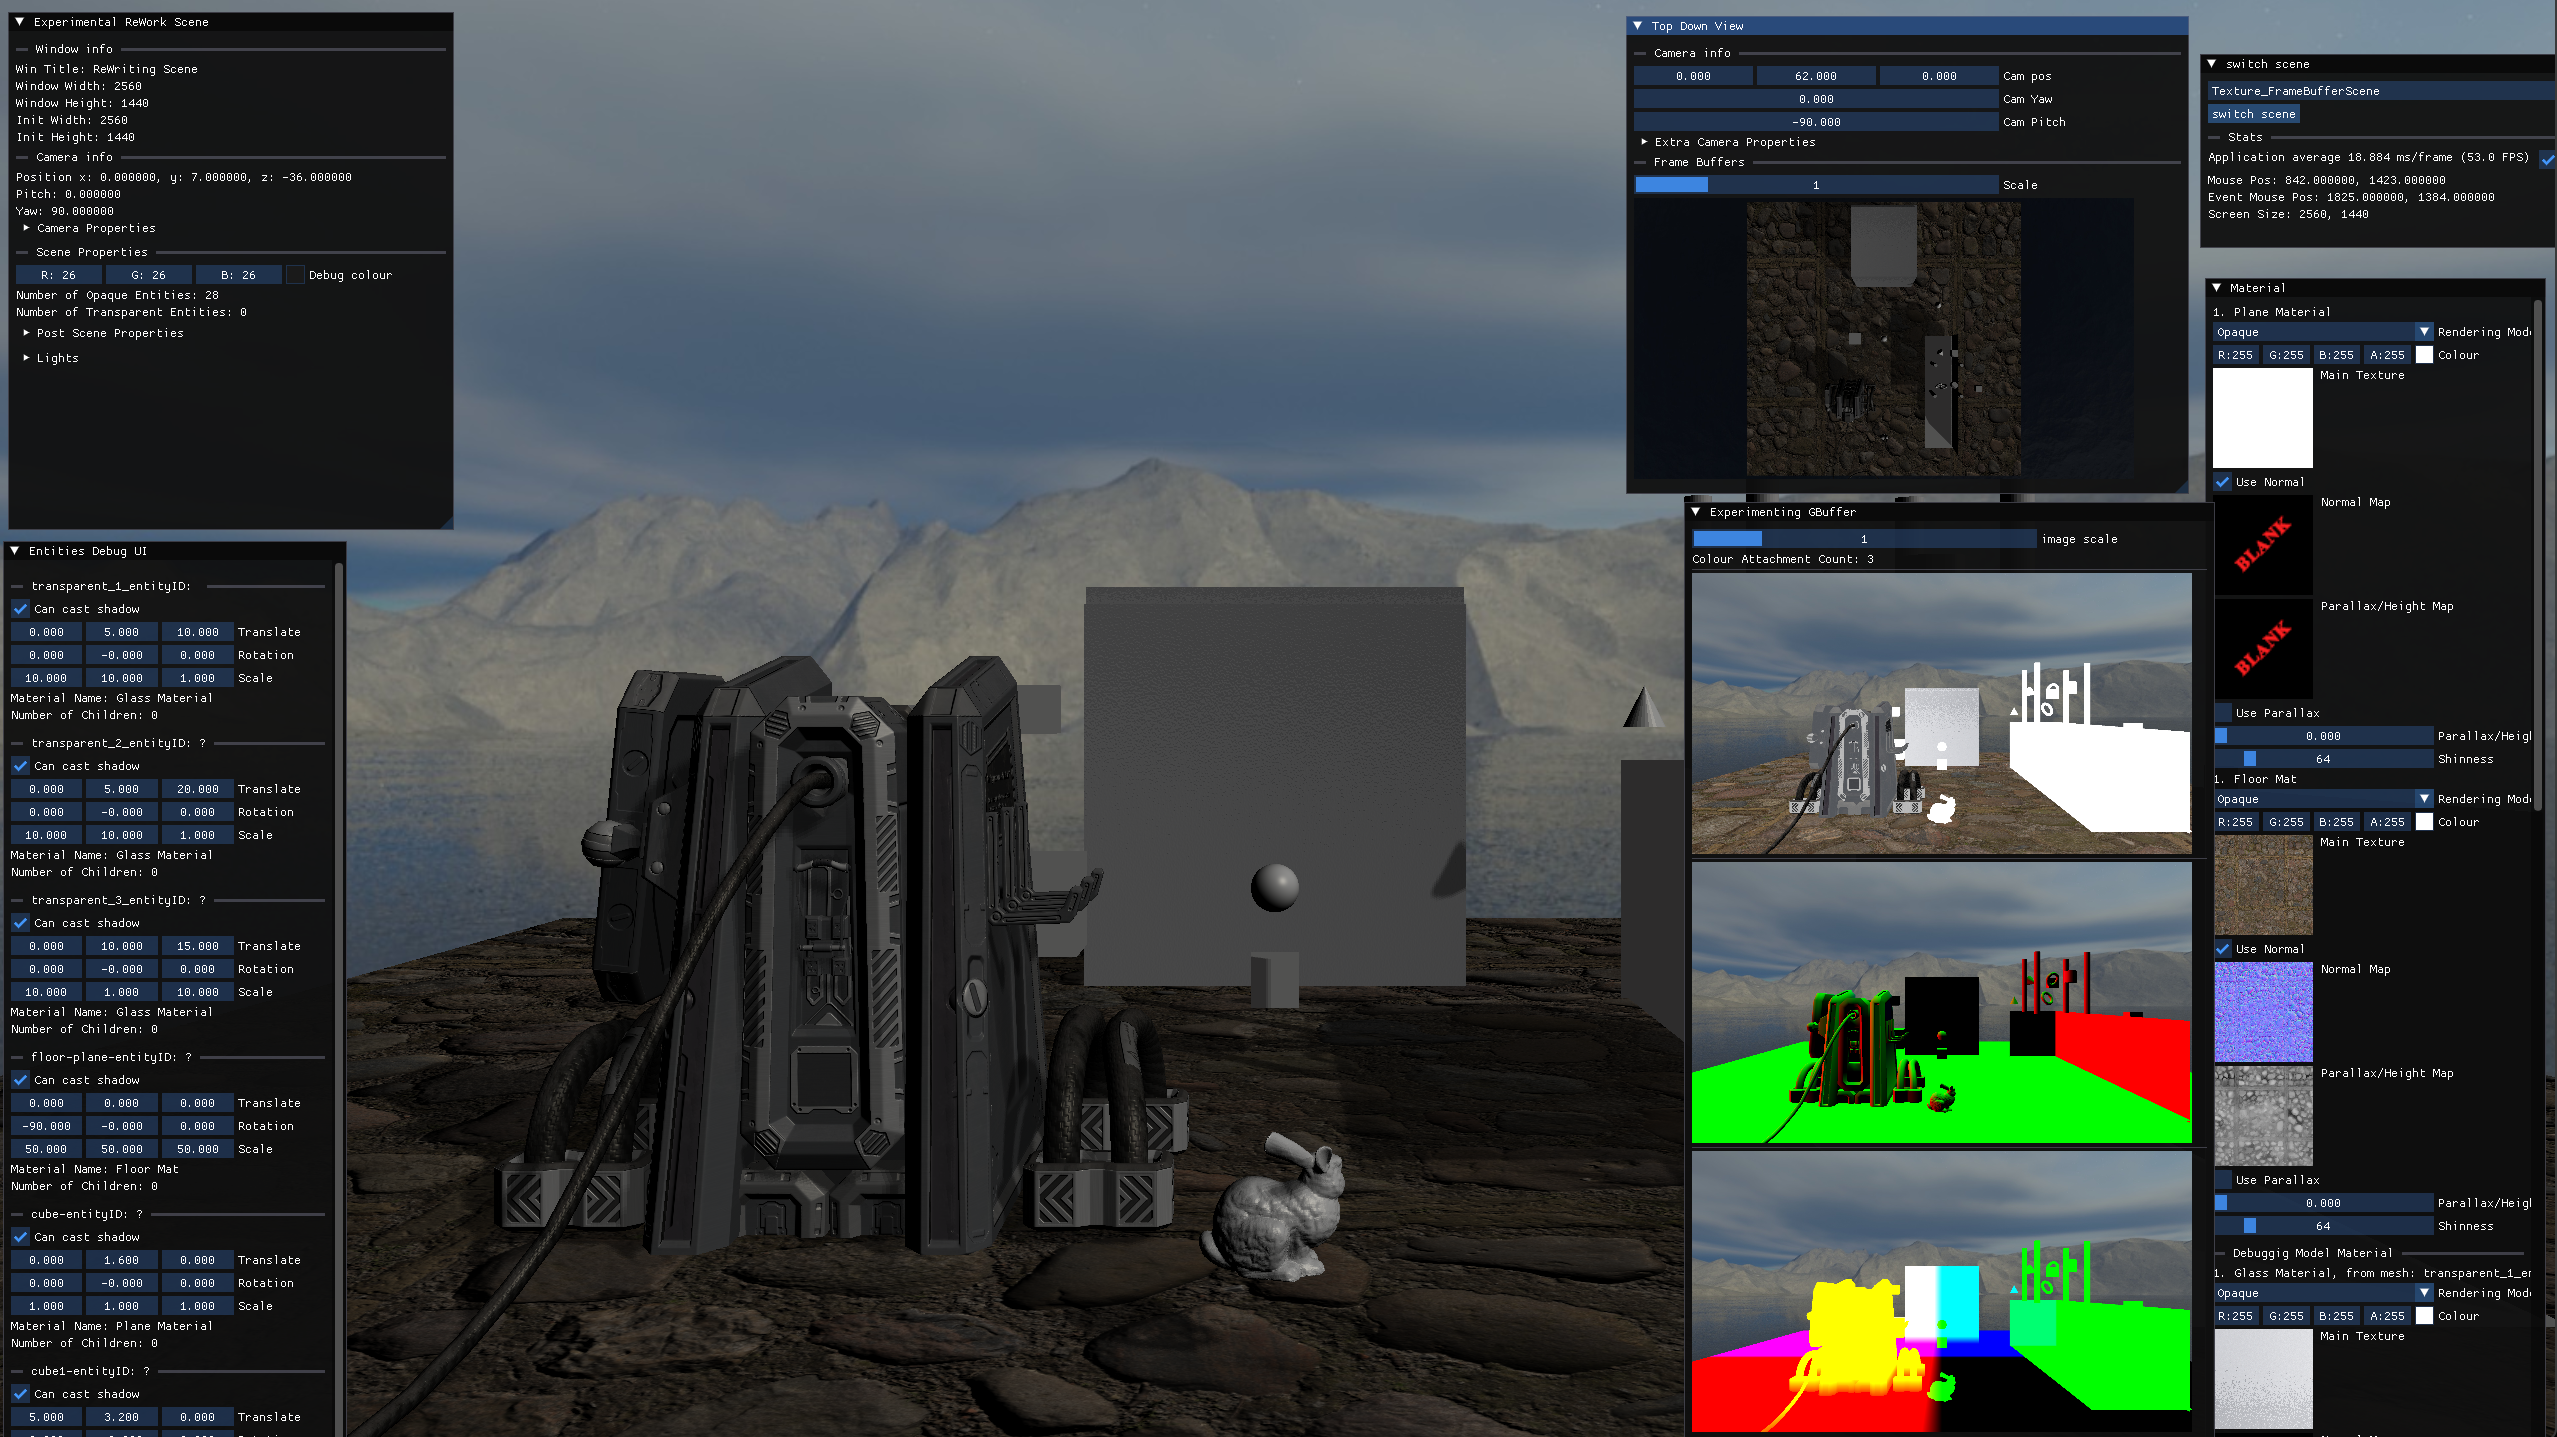 Experimental ReWork Scene
Window info
Win Title: ReWriting Scene
Window Width: 2560
Window Height: 1440
Init Width: 2560
Init Height: 1440
Camera info
Position x: 0.000000, y: 7.000000, z: -36.000000
Pitch: 0.000000
Yaw: 90.000000
Camera Properties
Scene Properties
R: 26 G: 26 B: 26 Debug colour
Number of Opaque Entities: 28
Number of Transparent Entities: 0
Post Scene Properties
Lights
Entities Debug UI
transparent_1_entityID:
Can cast shadow
0.000 5.000 10.000 Translate
0.000 -0.000 0.000 Rotation
10.000 10.000 1.000 Scale
Material Name: Glass Material
Number of Children: 0
transparent_2_entityID: ?
Can cast shadow
0.000 5.000 20.000 Translate
0.000 -0.000 0.000 Rotation
10.000 10.000 1.000 Scale
Material Name: Glass Material
Number of Children: 0
transparent_3_entityID: ?
Can cast shadow
0.000 10.000 15.000 Translate
0.000 -0.000 0.000 Rotation
10.000 1.000 10.000 Scale
Material Name: Glass Material
Number of Children: 0
floor-plane-entityID: ?
Can cast shadow
0.000 0.000 0.000 Translate
-90.000 -0.000 0.000 Rotation
50.000 50.000 50.000 Scale
Material Name: Floor Mat
Number of Children: 0
cube-entityID: ?
Can cast shadow
0.000 1.600 0.000 Translate
0.000 -0.000 0.000 Rotation
1.000 1.000 1.000 Scale
Material Name: Plane Material
Number of Children: 0
cube1-entityID: ?
Can cast shadow
5.000 3.200 0.000 Translate
Top Down View
Camera info
0.000 62.000 0.000 Cam pos
0.000 Cam Yaw
-90.000 Cam Pitch
Extra Camera Properties
Frame Buffers
1 Scale
Experimenting GBuffer
1 image scale
Colour Attachment Count: 3
switch scene
Texture_FrameBufferScene
switch scene
Stats
Application average 18.884 ms/frame (53.0 FPS)
Mouse Pos: 842.000000, 1423.000000
Event Mouse Pos: 1825.000000, 1384.000000
Screen Size: 2560, 1440
Material
1. Plane Material
Opaque Rendering Mod
R:255 G:255 B:255 A:255 Colour
Main Texture
Use Normal
Normal Map
BLANK
Parallax/Height Map
BLANK
Use Parallax
0.000 Parallax/Heigh
64 Shinness
1. Floor Mat
Opaque Rendering Mod
R:255 G:255 B:255 A:255 Colour
Main Texture
Use Normal
Normal Map
Parallax/Height Map
Use Parallax
0.000 Parallax/Heigh
64 Shinness
Debuggig Model Material
1. Glass Material, from mesh: transparent_1_en
Opaque Rendering Mod
R:255 G:255 B:255 A:255 Colour
Main Texture